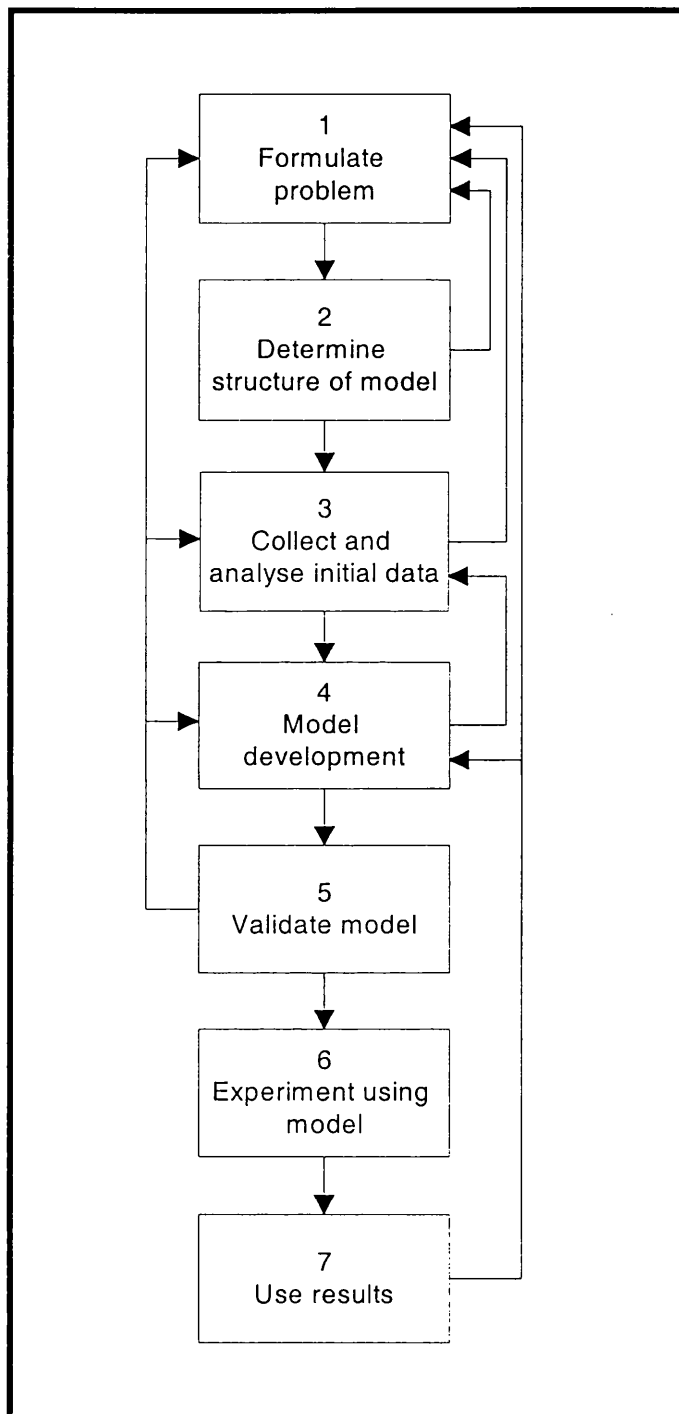 1
Formulate
problem
2
Determine
structure of model
3
Collect and
analyse initial data
4
Model
development
5
Validate model
6
Experiment using
model
7
Use results